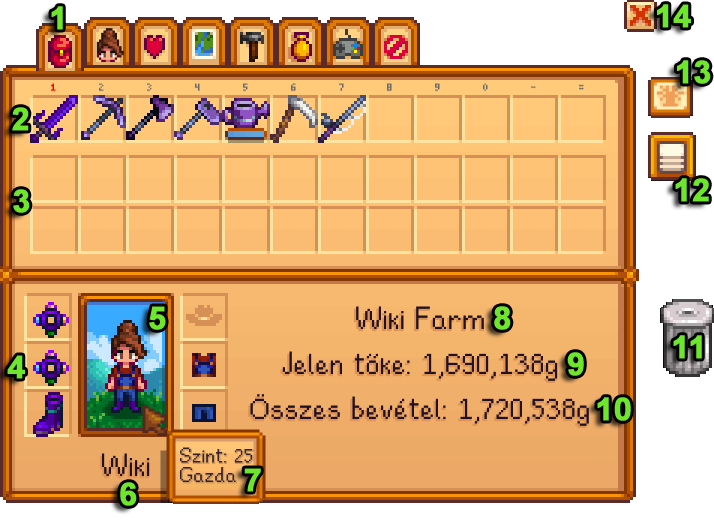 1
14
13
1 2 3 4 5 6 7 8 9 0 - =
2
12
3
5
Wiki Farm 8
4
Jelen tőke: 1,690,138g 9
11
Összes bevétel: 1,720,538g 10
Wiki
6
Szint: 25
Gazda 7